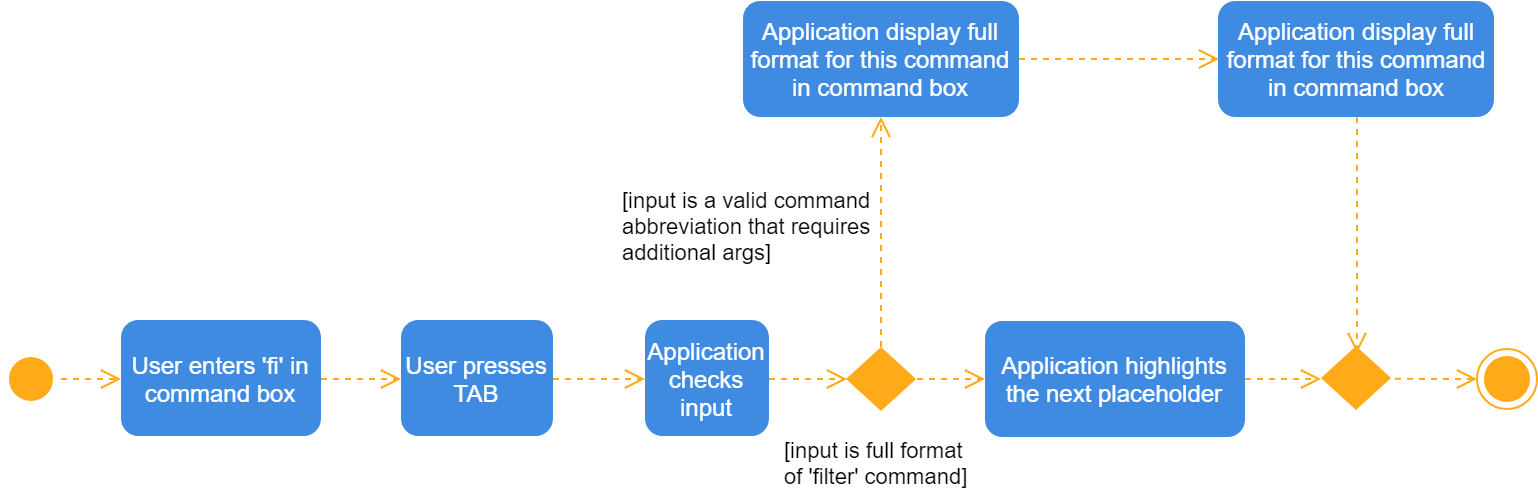 Application display full
format for this command
in command box
Application display full
format for this command
in command box
[input is a valid command
abbreviation that requires
additional args]
User enters 'fi' in
command box
User presses
TAB
Application
checks
input
Application highlights
the next placeholder
[input is full format
of 'filter' command]